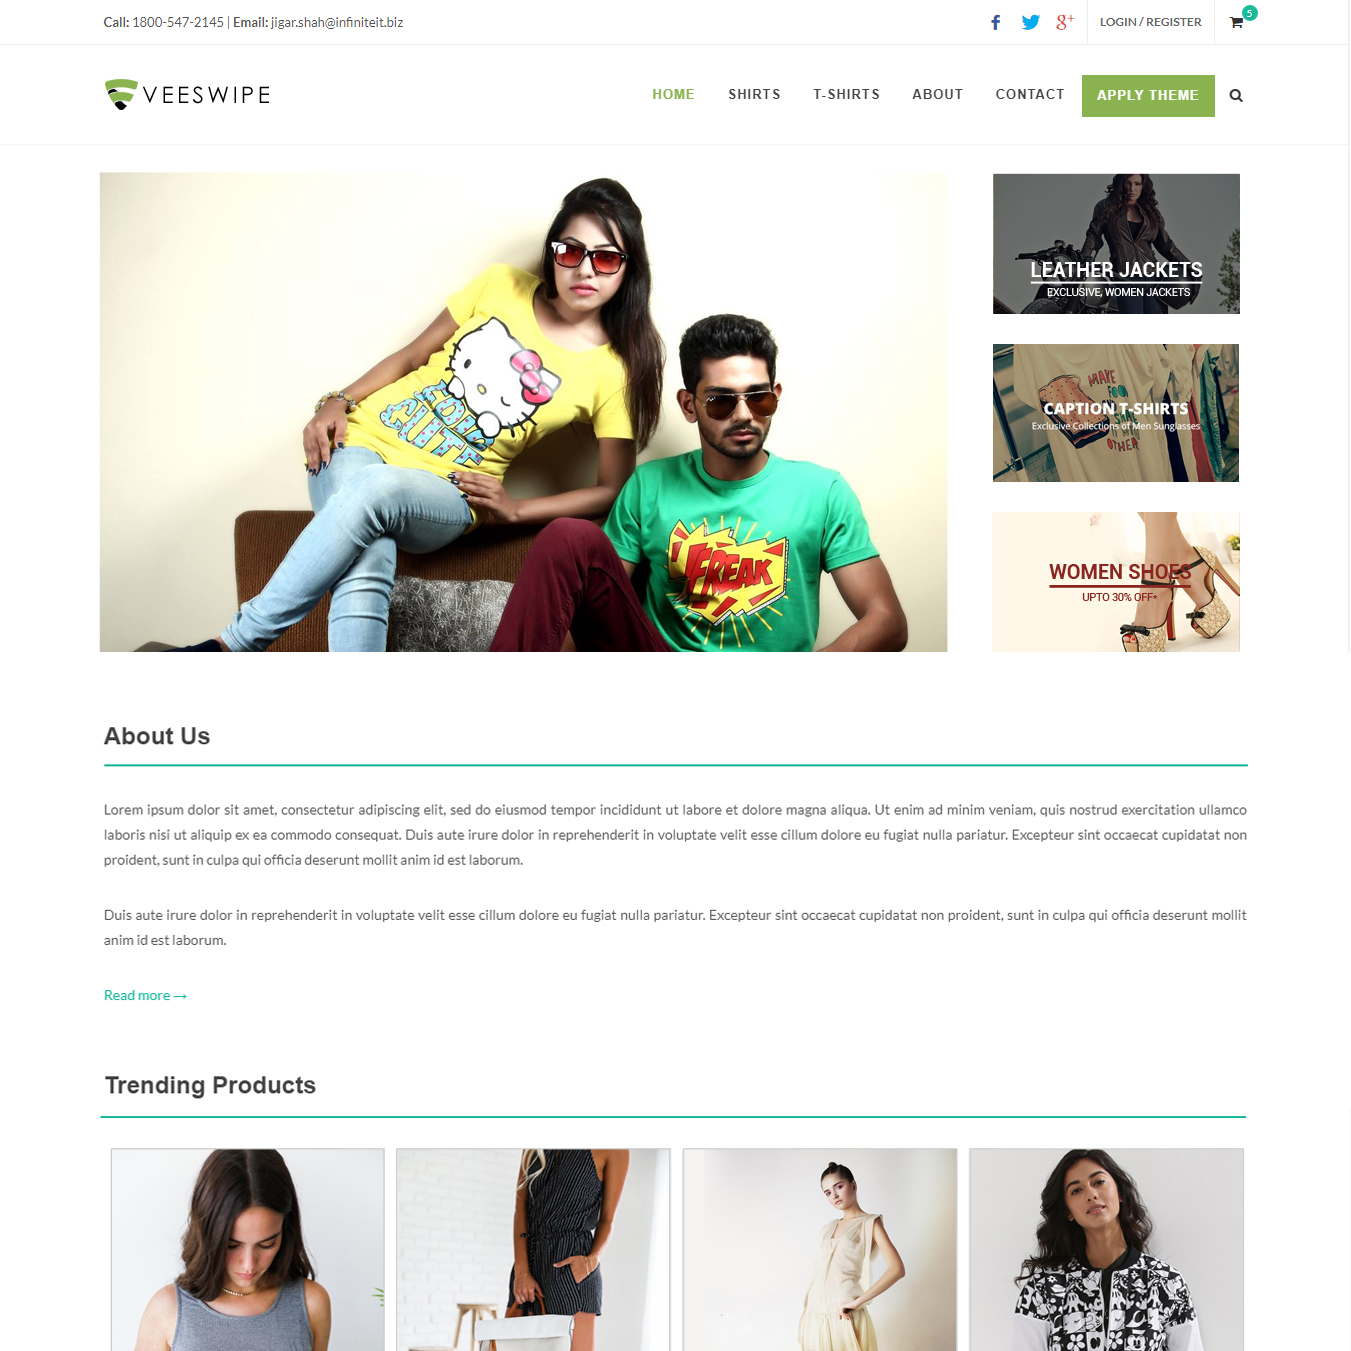 Call: 1800-547-2145 | Email: jigar.shah@infiniteit.biz
LOGIN / REGISTER
5
VEESWIPE
HOME
SHIRTS
T-SHIRTS
ABOUT
CONTACT
APPLY THEME
FREAK
LEATHER JACKETS
EXCLUSIVE, WOMEN JACKETS
MAKE
FOO
CAPTION T-SHIRTS
Exclusive Collections of Men Sunglasses
OTHER
WOMEN SHOES
UPTO 30% OFF*
About Us
Lorem ipsum dolor sit amet, consectetur adipiscing elit, sed do eiusmod tempor incididunt ut labore et dolore magna aliqua. Ut enim ad minim veniam, quis nostrud exercitation ullamco
laboris nisi ut aliquip ex ea commodo consequat. Duis aute irure dolor in reprehenderit in voluptate velit esse cillum dolore eu fugiat nulla pariatur. Excepteur sint occaecat cupidatat non
proident, sunt in culpa qui officia deserunt mollit anim id est laborum.
Duis aute irure dolor in reprehenderit in voluptate velit esse cillum dolore eu fugiat nulla pariatur. Excepteur sint occaecat cupidatat non proident, sunt in culpa qui officia deserunt mollit
anim id est laborum.
Read more →
Trending Products